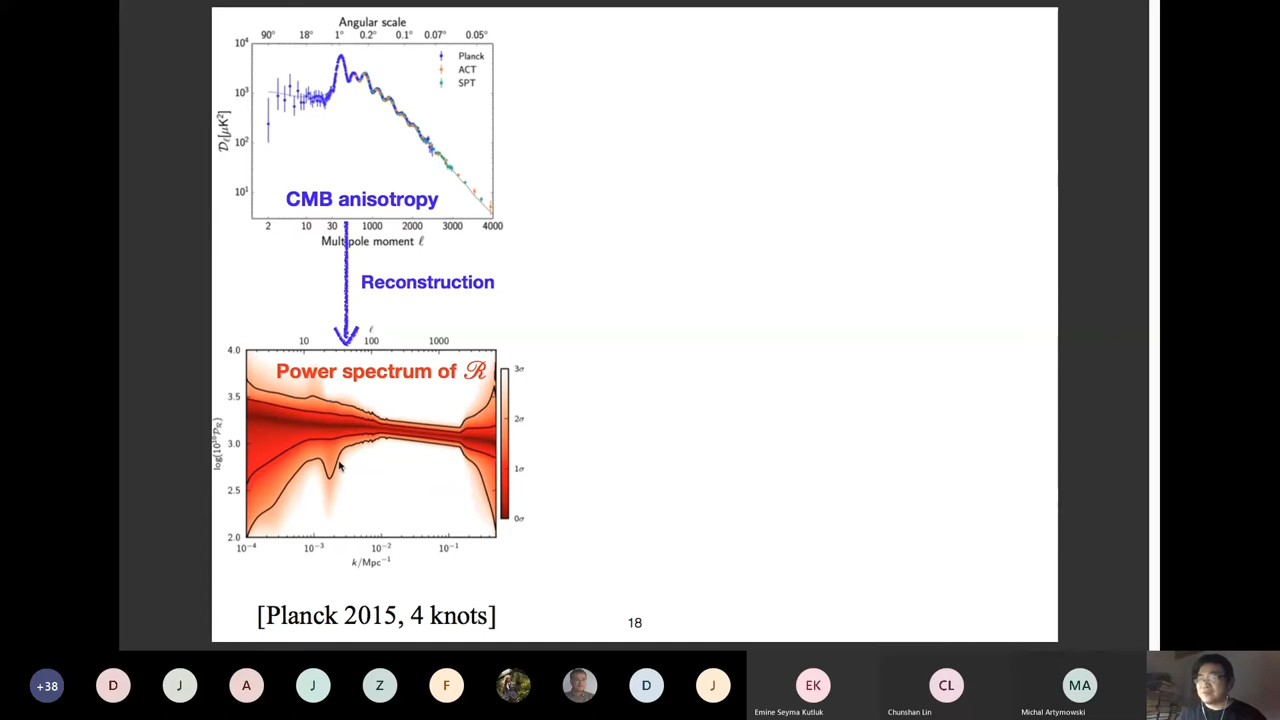 Angular scale
90° 18° 1° 0.2° 0.1° 0.07° 0.05°
10⁴
10³
10²
10¹
𝒟ℓ[μK²]
Planck
ACT
SPT
CMB anisotropy
2 10 30 1000 2000 3000 4000
Multipole moment ℓ
Reconstruction
ℓ
10 100 1000
4.0
3.5
3.0
2.5
2.0
log(10¹⁰𝒫ℛ)
Power spectrum of ℛ
3σ
2σ
1σ
0σ
10⁻⁴ 10⁻³ 10⁻² 10⁻¹
k/Mpc⁻¹
[Planck 2015, 4 knots]
18
+38 D J A J Z F D J EK CL MA
Emine Seyma Kutluk Chunshan Lin Michal Artymowski